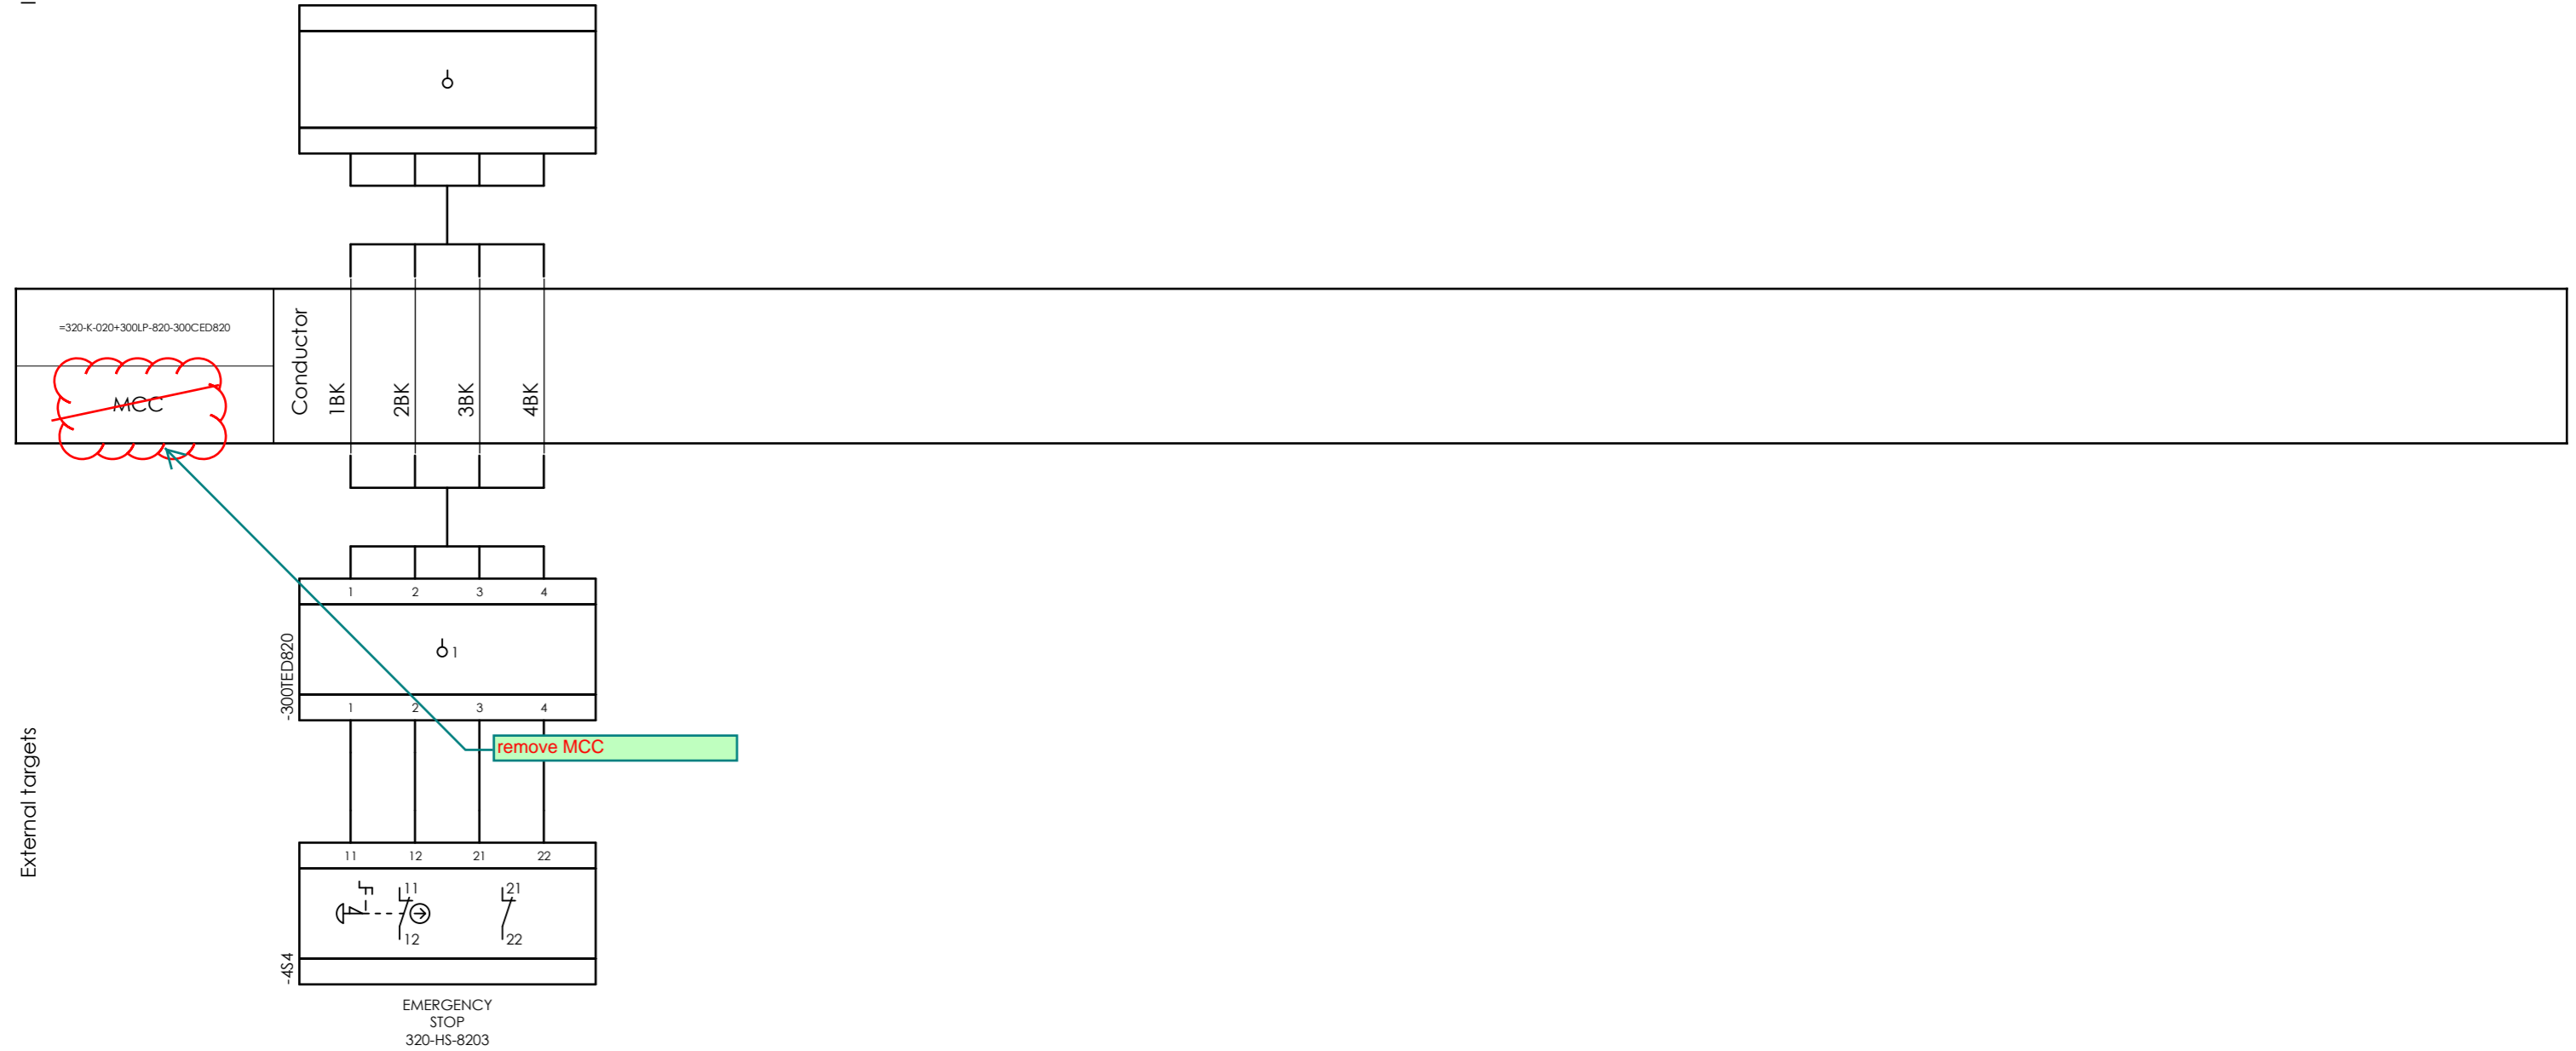 =320-K-020+300LP-820-300CED820
MCC
Conductor
1BK
2BK
3BK
4BK
1 2 3 4
-300TED820
1
1 2 3 4
remove MCC
External targets
11 12 21 22
11
21
12
22
-4S4
EMERGENCY
STOP
320-HS-8203